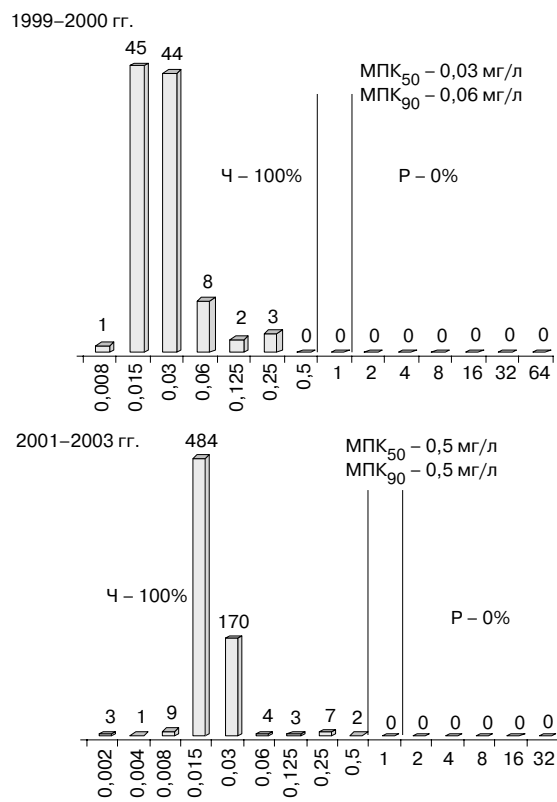 1999–2000 гг.
45
44
МПК50 – 0,03 мг/л
МПК90 – 0,06 мг/л
Ч – 100%
Р – 0%
1
8
2
3
0 0 0 0 0 0 0 0
0,008 0,015 0,03 0,06 0,125 0,25 0,5 1 2 4 8 16 32 64
2001–2003 гг.
484
МПК50 – 0,5 мг/л
МПК90 – 0,5 мг/л
Ч – 100%
Р – 0%
170
3 1 9 4 3 7 2 0 0 0 0 0 0
0,002 0,004 0,008 0,015 0,03 0,06 0,125 0,25 0,5 1 2 4 8 16 32